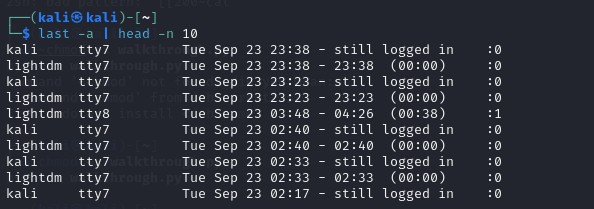 zsh: bad pattern: [[200~cat
┌──(kali㉿kali)-[~]
└─$ last -a | head -n 10
kali     tty7         Tue Sep 23 23:38 - still logged in    :0
lightdm  tty7         Tue Sep 23 23:38 - 23:38  (00:00)     :0
kali     tty7         Tue Sep 23 23:23 - still logged in    :0
lightdm  tty7         Tue Sep 23 23:23 - 23:23  (00:00)     :0
lightdm  tty8         Tue Sep 23 03:48 - 04:26  (00:38)     :1
kali     tty7         Tue Sep 23 02:40 - still logged in    :0
lightdm  tty7         Tue Sep 23 02:40 - 02:40  (00:00)     :0
kali     tty7         Tue Sep 23 02:33 - still logged in    :0
lightdm  tty7         Tue Sep 23 02:33 - 02:33  (00:00)     :0
kali     tty7         Tue Sep 23 02:17 - still logged in    :0